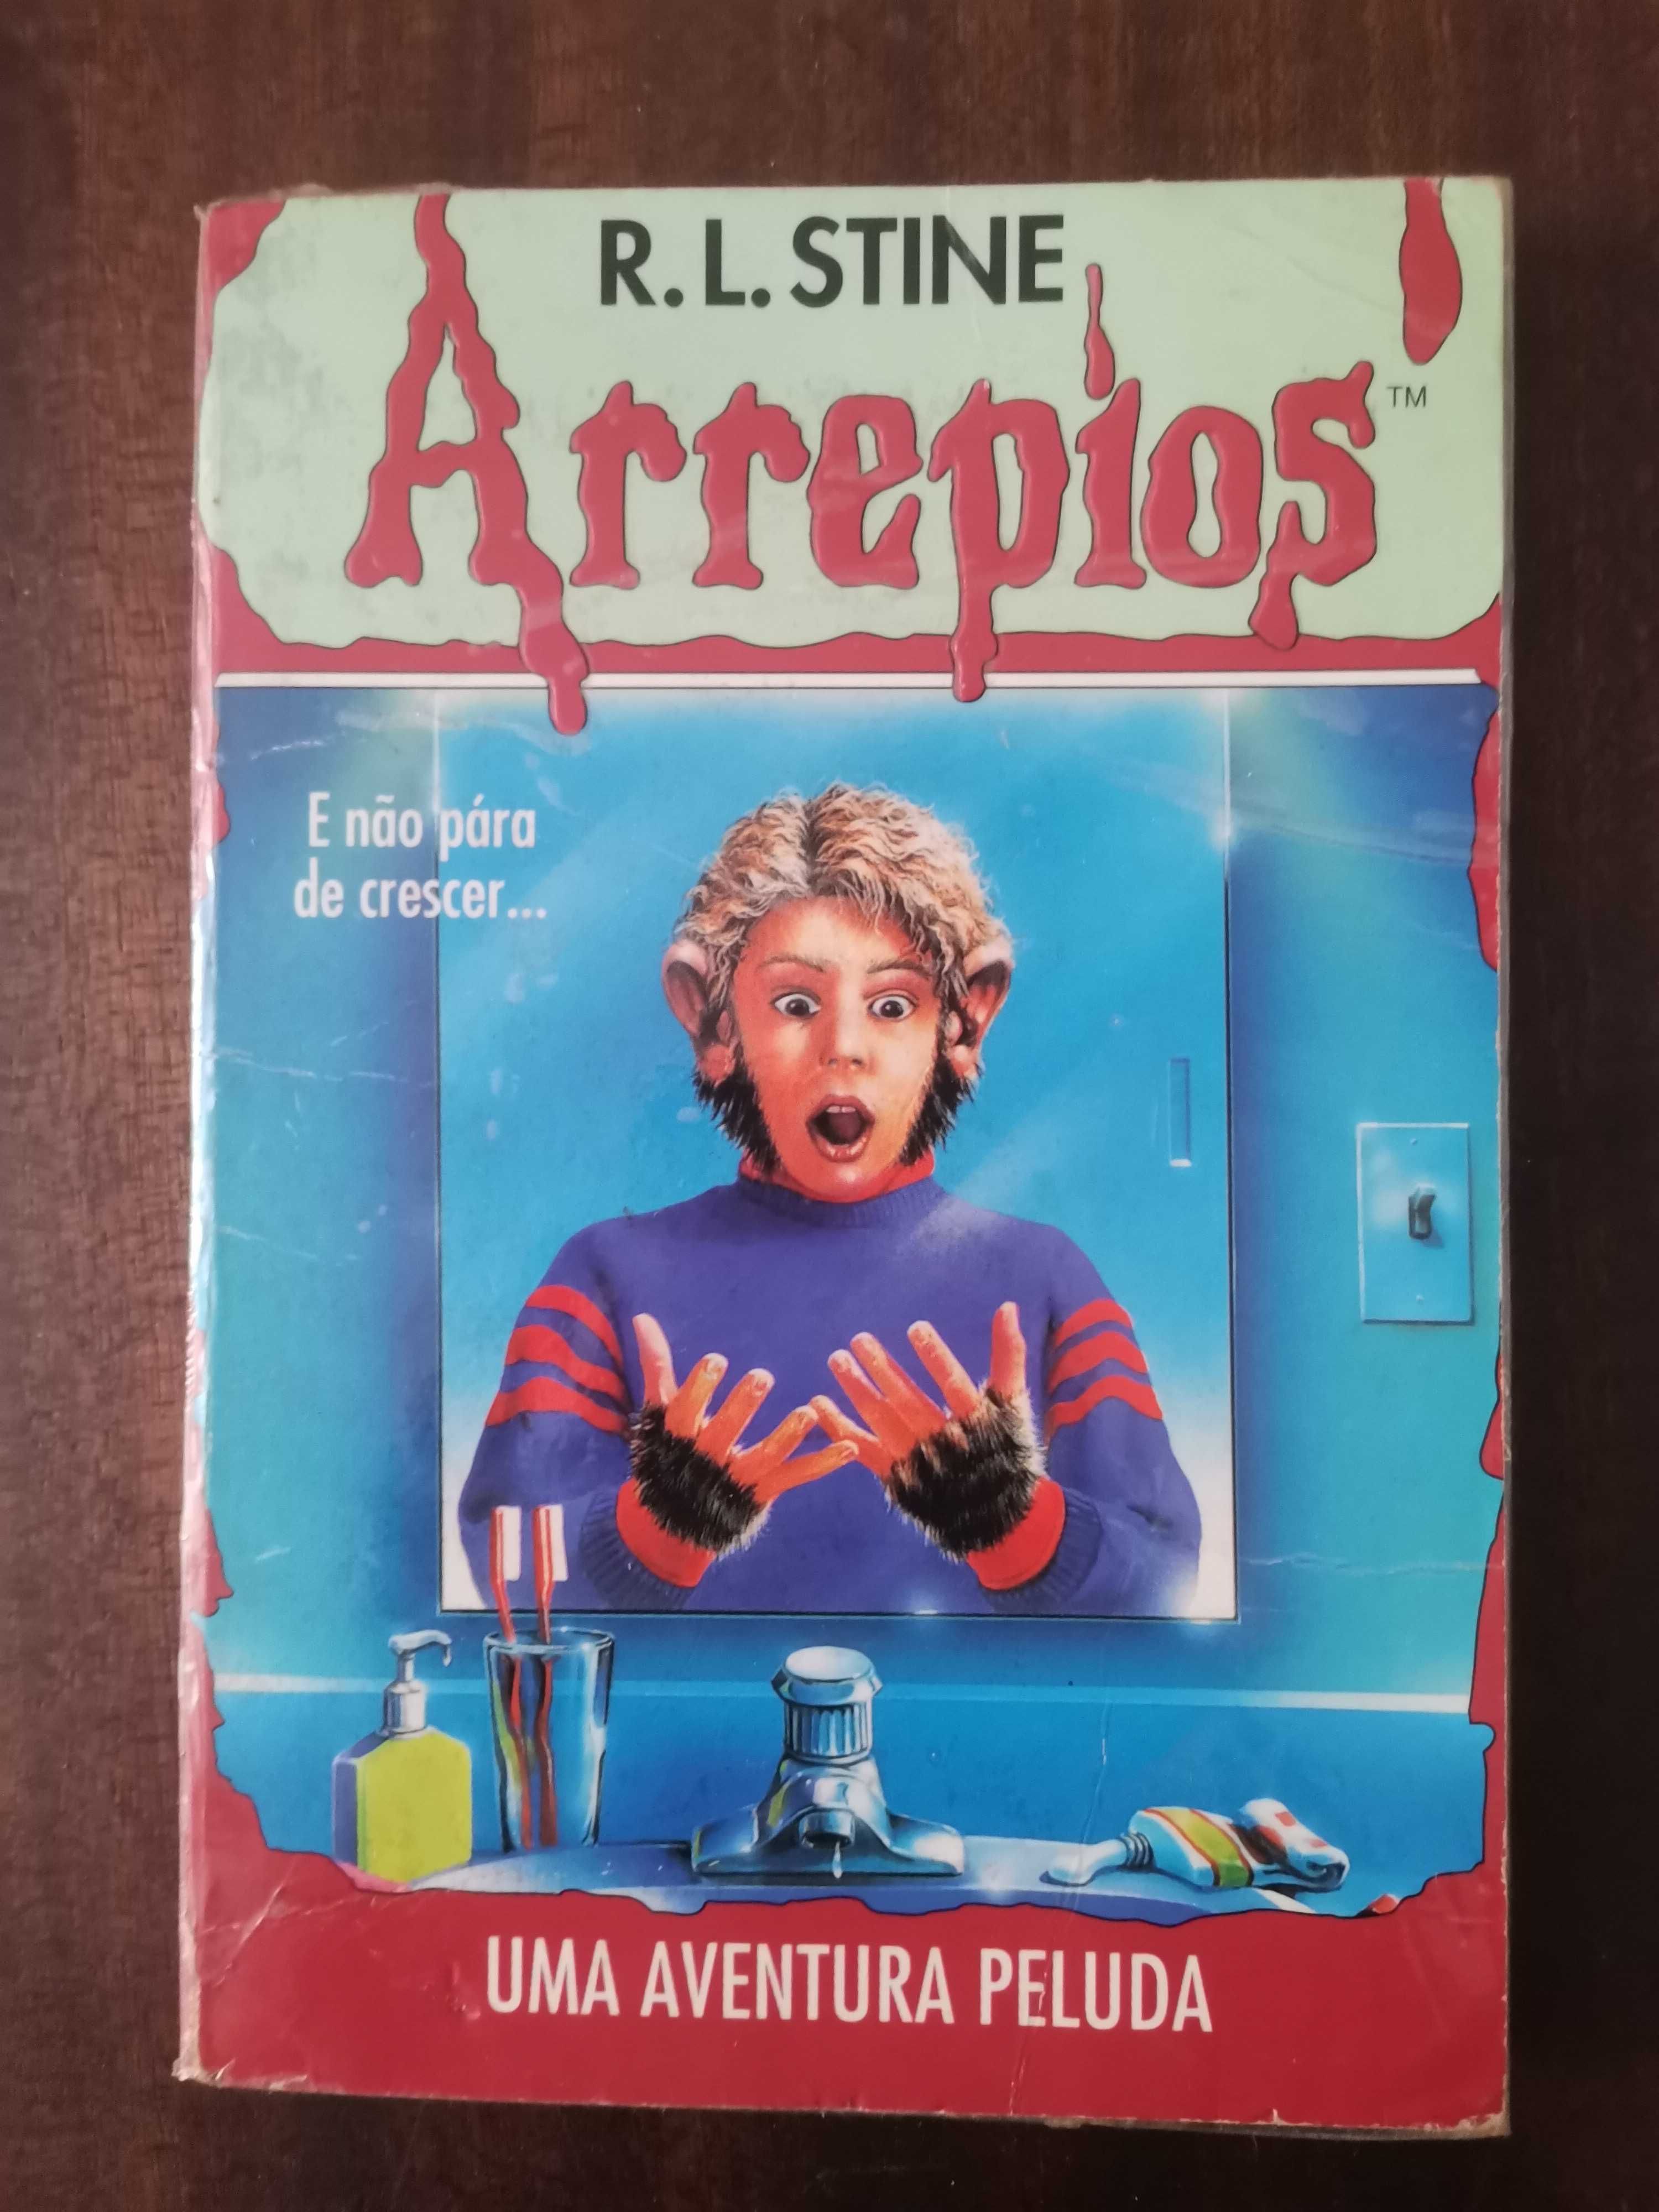 R. L. STINE
Arrepios™
E não pára
de crescer...
UMA AVENTURA PELUDA